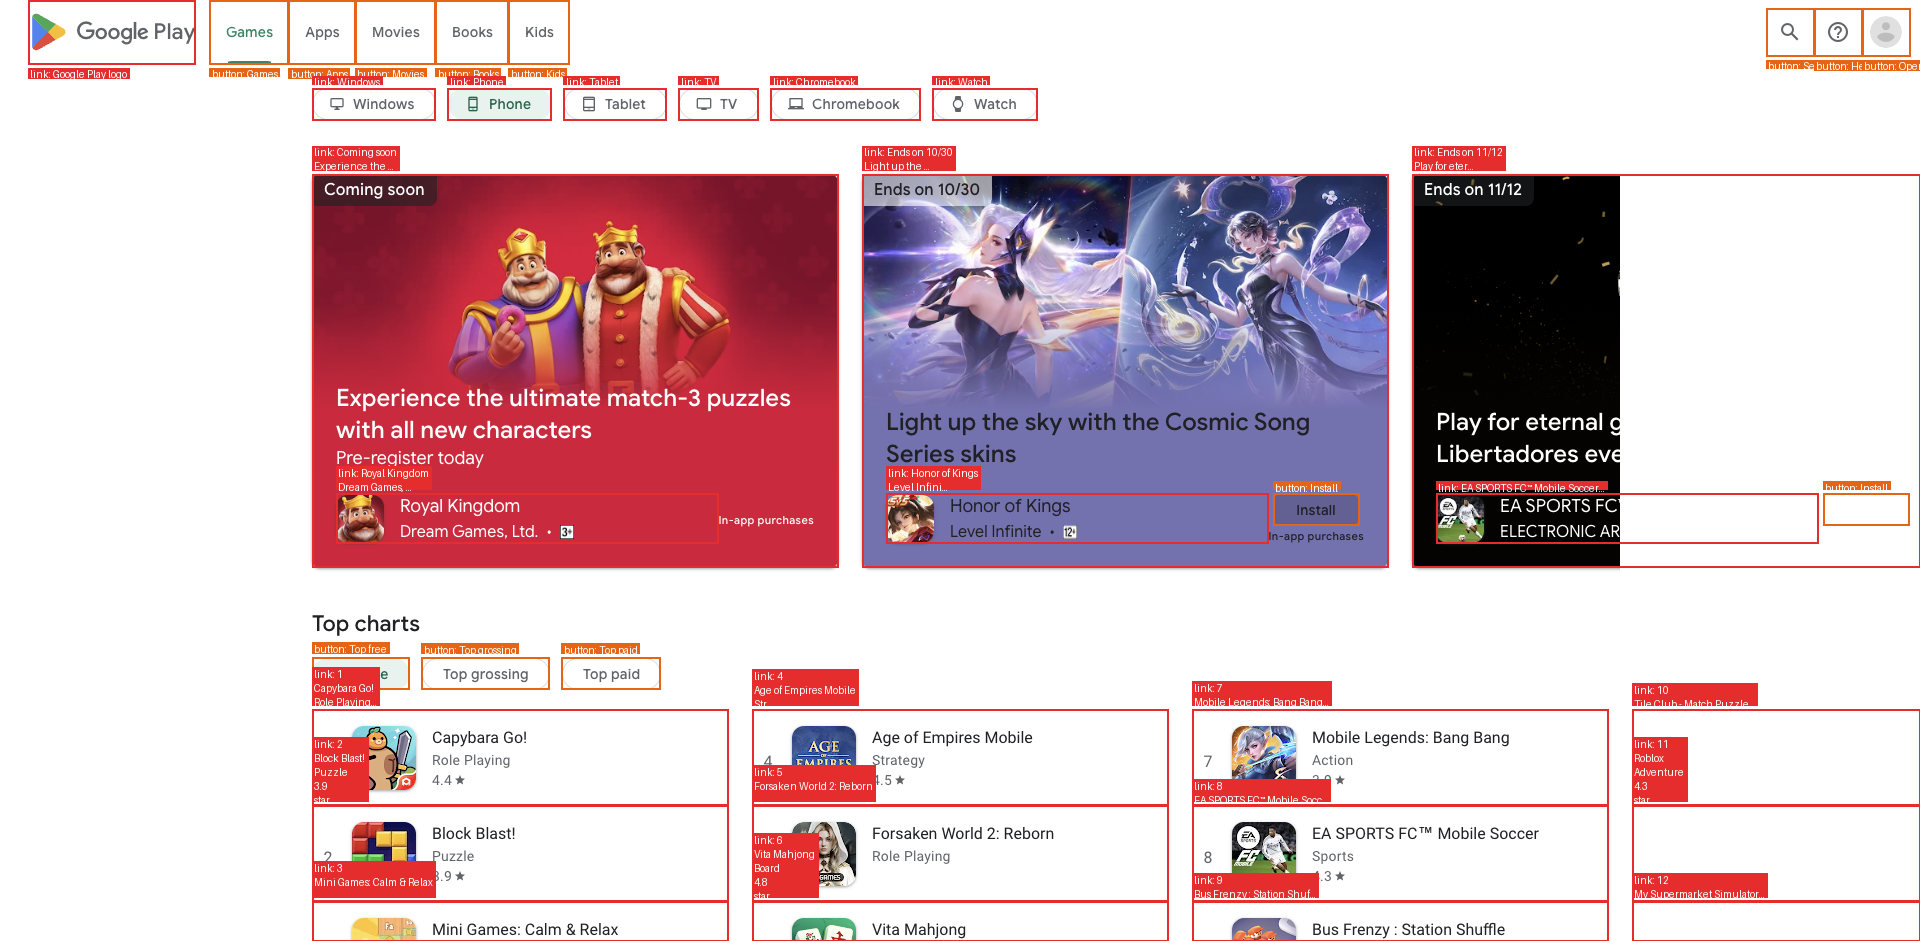 Google Play
Games
Apps
Movies
Books
Kids
link: Google Play logo
button: Games
button: Apps
button: Movies
button: Books
button: Kids
button: Se
button: He
button: Ope
link: Windows
link: Phone
link: Tablet
link: TV
link: Chromebook
link: Watch
Windows
Phone
Tablet
TV
Chromebook
Watch
link: Coming soon
Experience the ...
Coming soon
Experience the ultimate match-3 puzzles
with all new characters
Pre-register today
link: Royal Kingdom
Dream Games, ...
Royal Kingdom
Dream Games, Ltd. • 3+
In-app purchases
link: Ends on 10/30
Light up the ...
Ends on 10/30
Light up the sky with the Cosmic Song
Series skins
link: Honor of Kings
Level Infini...
Honor of Kings
Level Infinite • 12+
button: Install
Install
In-app purchases
link: Ends on 11/12
Play for eter...
Ends on 11/12
Play for eternal g
Libertadores eve
link: EA SPORTS FC™ Mobile Soccer...
EA SPORTS FC
ELECTRONIC AR
button: Install
Top charts
button: Top free
button: Top grossing
button: Top paid
e
Top grossing
Top paid
link: 1
Capybara Go!
Role Playing...
Capybara Go!
Role Playing
4.4 ★
link: 2
Block Blast!
Puzzle
3.9
star
2
Block Blast!
Puzzle
3.9 ★
link: 3
Mini Games: Calm & Relax
Mini Games: Calm & Relax
link: 4
Age of Empires Mobile
Str
4
AGE
OF
EMPIRES
Age of Empires Mobile
Strategy
4.5 ★
link: 5
Forsaken World 2: Reborn
Forsaken World 2: Reborn
Role Playing
GAMES
link: 6
Vita Mahjong
Board
4.8
star
Vita Mahjong
link: 7
Mobile Legends: Bang Bang...
7
Mobile Legends: Bang Bang
Action
★
link: 8
EA SPORTS FC™ Mobile Socc...
8
EA SPORTS
FC
MOBILE
EA SPORTS FC™ Mobile Soccer
Sports
4.3 ★
link: 9
Bus Frenzy : Station Shuf...
Bus Frenzy : Station Shuffle
link: 10
Tile Club - Match Puzzle...
link: 11
Roblox
Adventure
4.3
star
link: 12
My Supermarket Simulator...